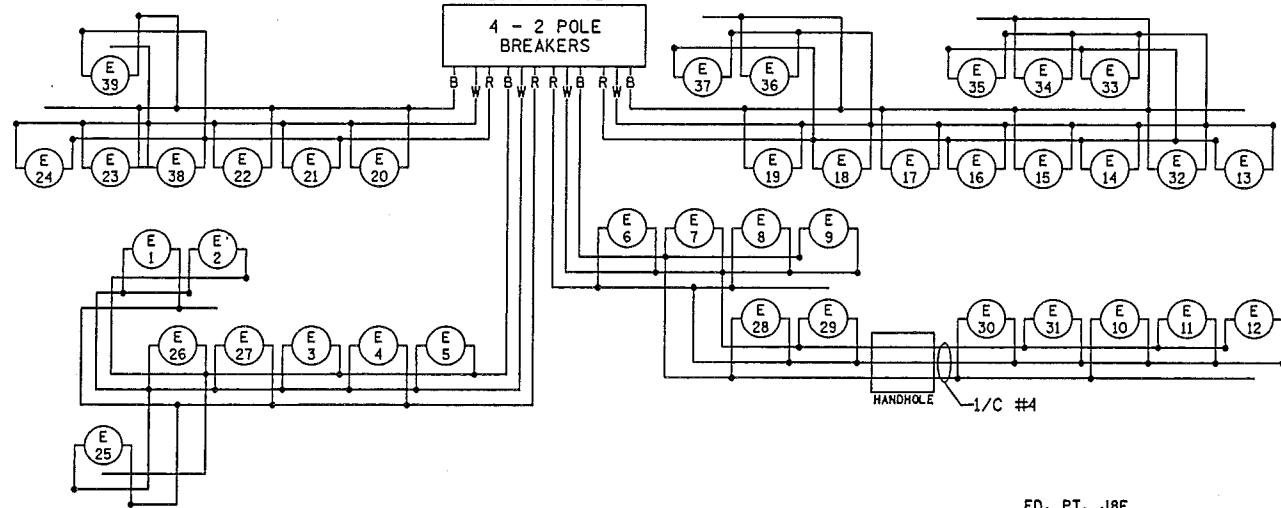 4 - 2 POLE
BREAKERS
B W R B W R R W B R W B
E 39
E 37
E 36
E 35
E 34
E 33
E 24
E 23
E 38
E 22
E 21
E 20
E 19
E 18
E 17
E 16
E 15
E 14
E 32
E 13
E 1
E 2
E 6
E 7
E 8
E 9
E 26
E 27
E 3
E 4
E 5
E 28
E 29
E 30
E 31
E 10
E 11
E 12
HANDHOLE
1/C #4
E 25